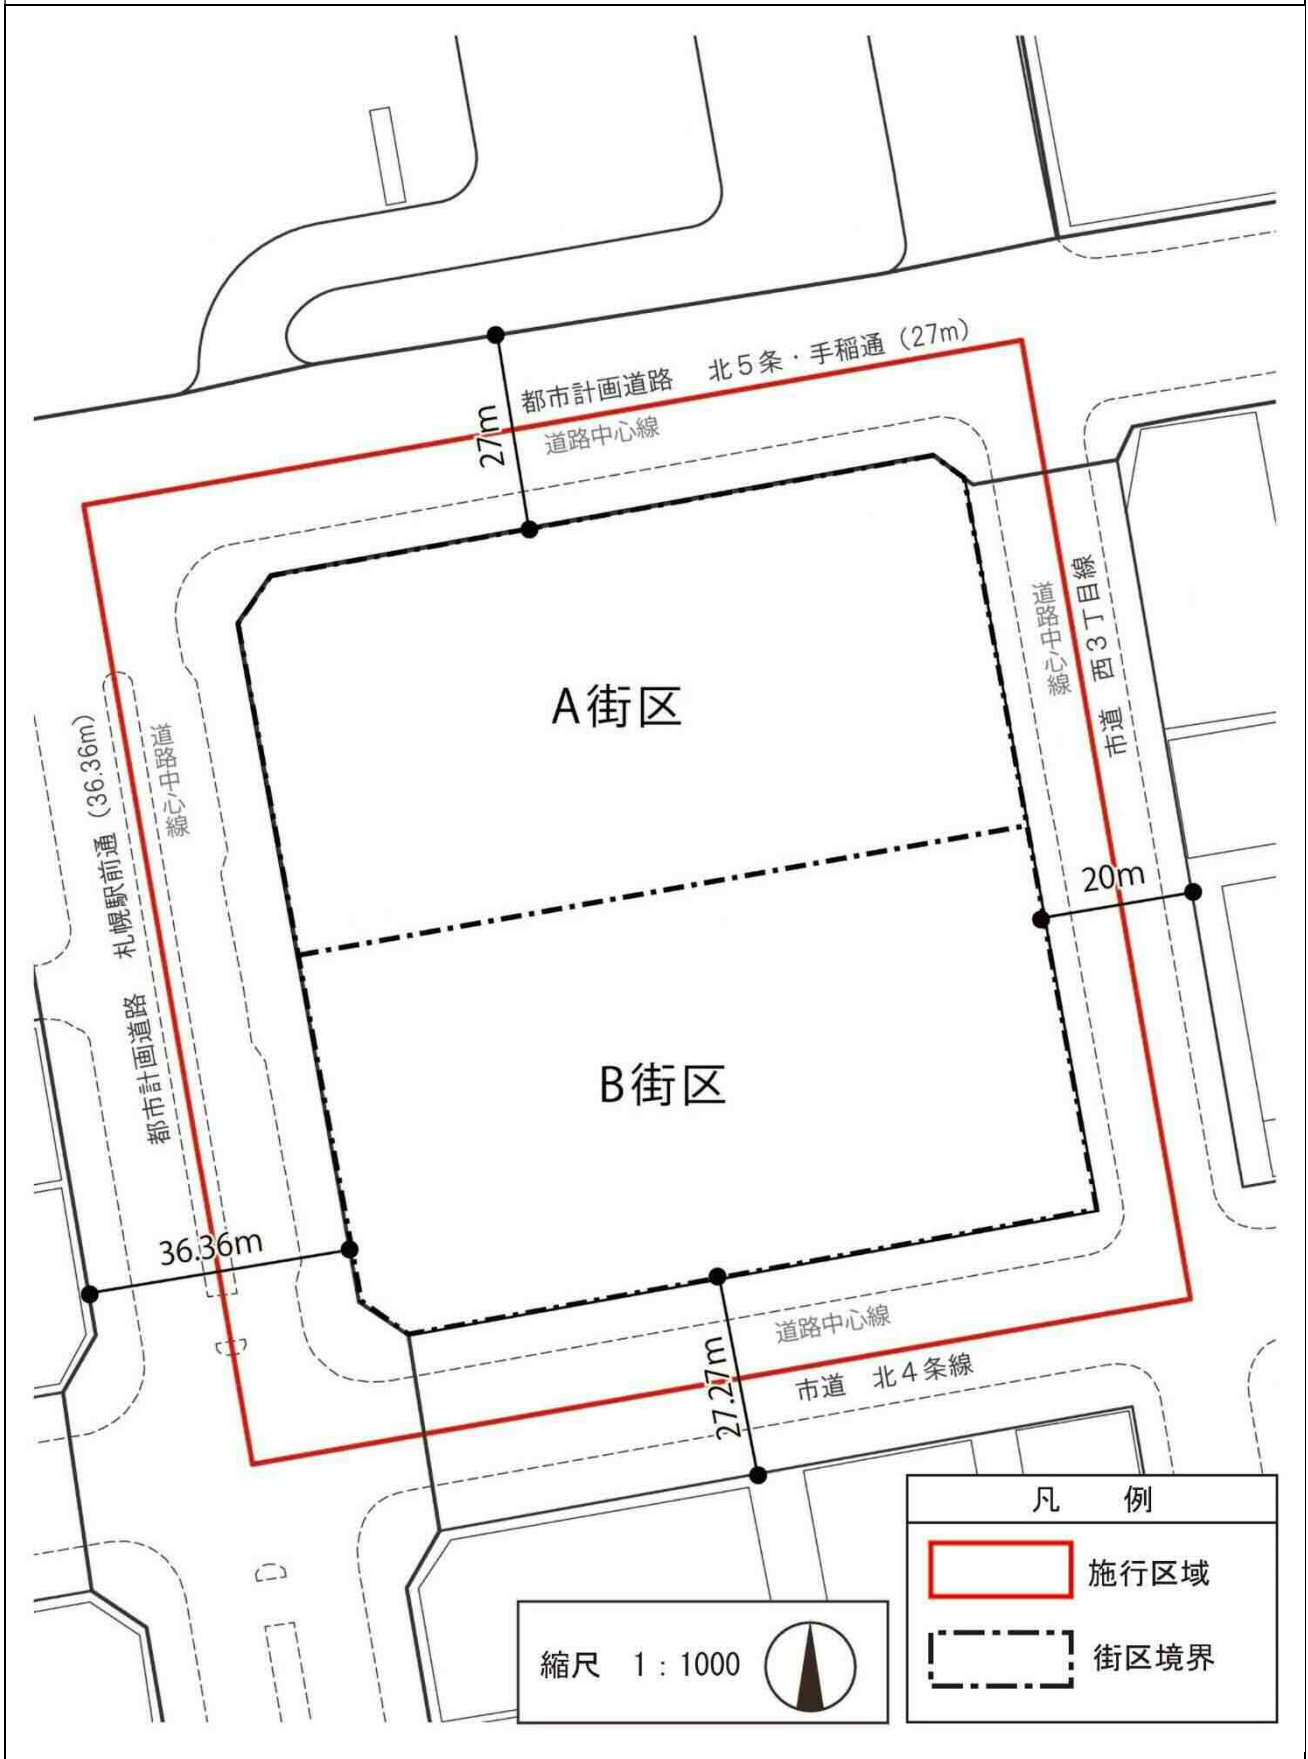 都市計画道路 北5条・手稲通(27m)
道路中心線
27m
A街区
道路中心線
市道 西3丁目線
都市計画道路 札幌駅前通(36.36m)
道路中心線
20m
B街区
36.36m
27.27m
道路中心線
市道 北4条線
凡 例
施行区域
街区境界
縮尺 1:1000